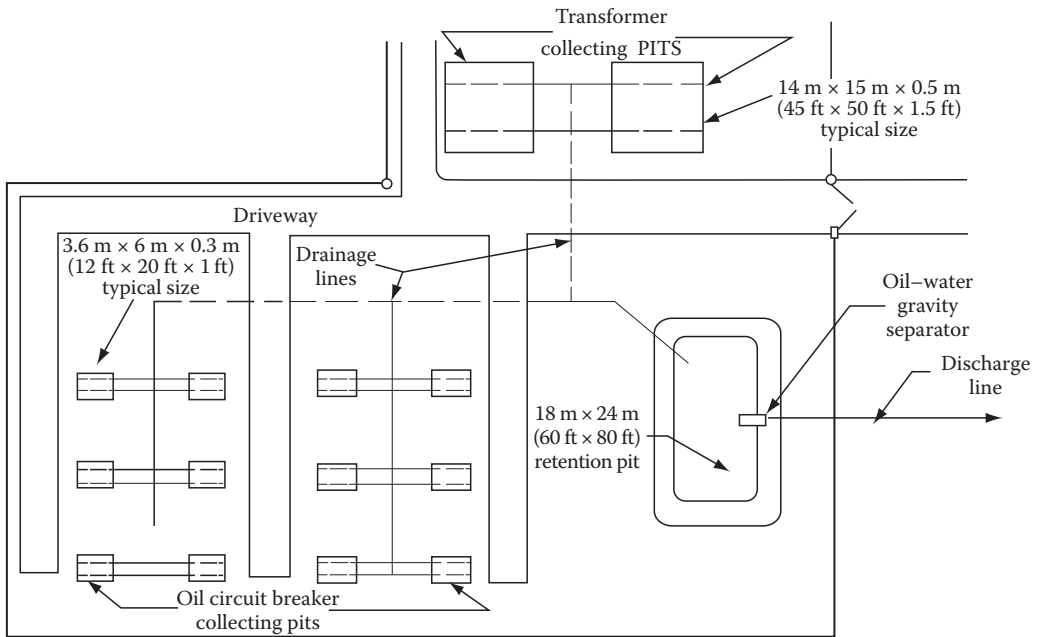 Transformer
collecting PITS
14 m × 15 m × 0.5 m
(45 ft × 50 ft × 1.5 ft)
typical size
Driveway
3.6 m × 6 m × 0.3 m
(12 ft × 20 ft × 1 ft)
typical size
Drainage
lines
Oil–water
gravity
separator
Discharge
line
18 m × 24 m
(60 ft × 80 ft)
retention pit
Oil circuit breaker
collecting pits